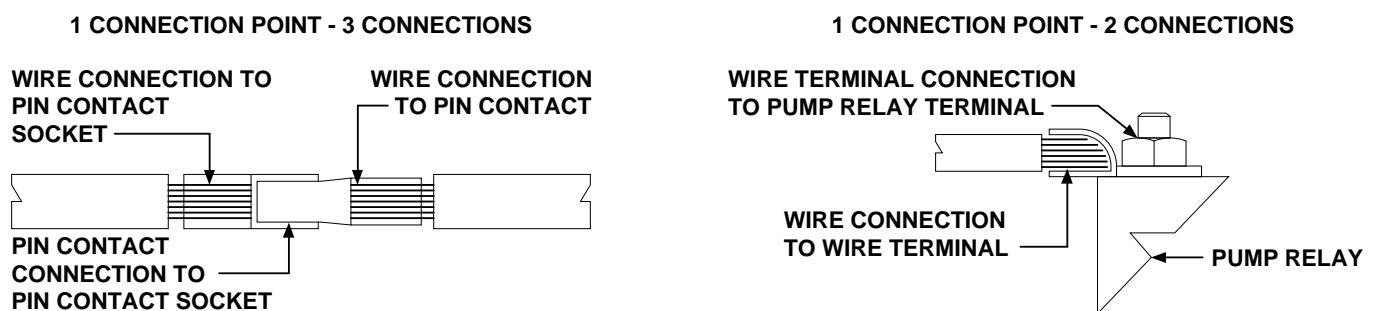 1 CONNECTION POINT - 3 CONNECTIONS
WIRE CONNECTION TO
PIN CONTACT
SOCKET
WIRE CONNECTION
TO PIN CONTACT
PIN CONTACT
CONNECTION TO
PIN CONTACT SOCKET
1 CONNECTION POINT - 2 CONNECTIONS
WIRE TERMINAL CONNECTION
TO PUMP RELAY TERMINAL
WIRE CONNECTION
TO WIRE TERMINAL
PUMP RELAY